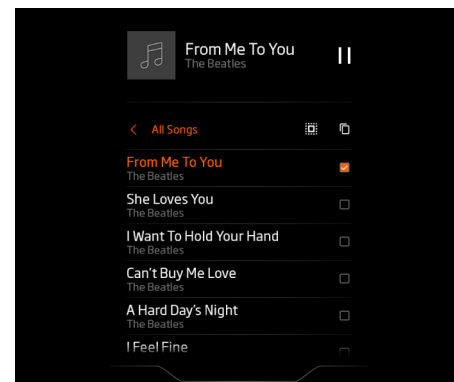 From Me To You
The Beatles
All Songs
From Me To You
The Beatles
She Loves You
The Beatles
I Want To Hold Your Hand
The Beatles
Can't Buy Me Love
The Beatles
A Hard Day's Night
The Beatles
I Feel Fine